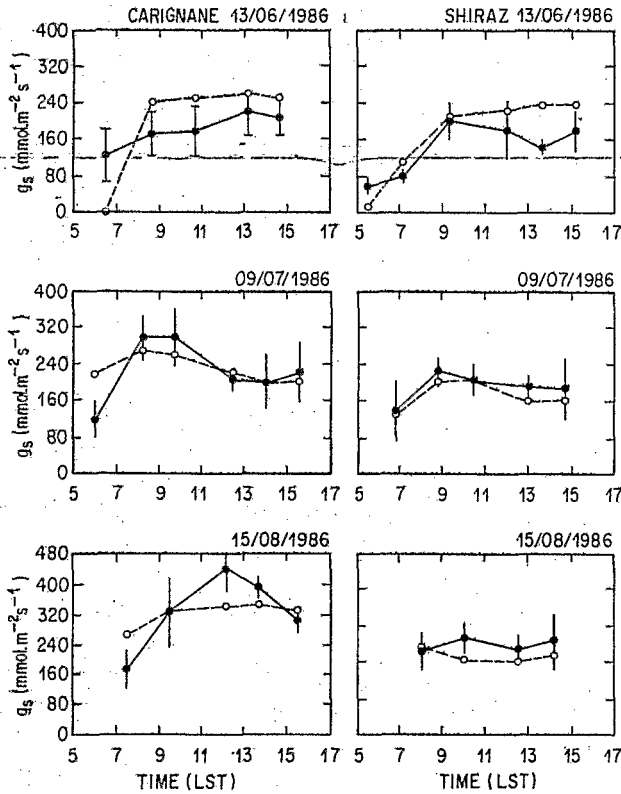 CARIGNANE 13/06/1986
SHIRAZ 13/06/1986
400
320
240
160
80
0
gs (mmol.m-2s-1)
5 7 9 11 13 15 17
5 7 9 11 13 15 17
09/07/1986
09/07/1986
400
320
240
160
80
0
gs (mmol.m-2s-1)
5 7 9 11 13 15 17
5 7 9 11 13 15 17
15/08/1986
15/08/1986
480
400
320
240
160
80
0
gs (mmol.m-2s-1)
5 7 9 11 13 15 17
5 7 9 11 13 15 17
TIME (LST)
TIME (LST)